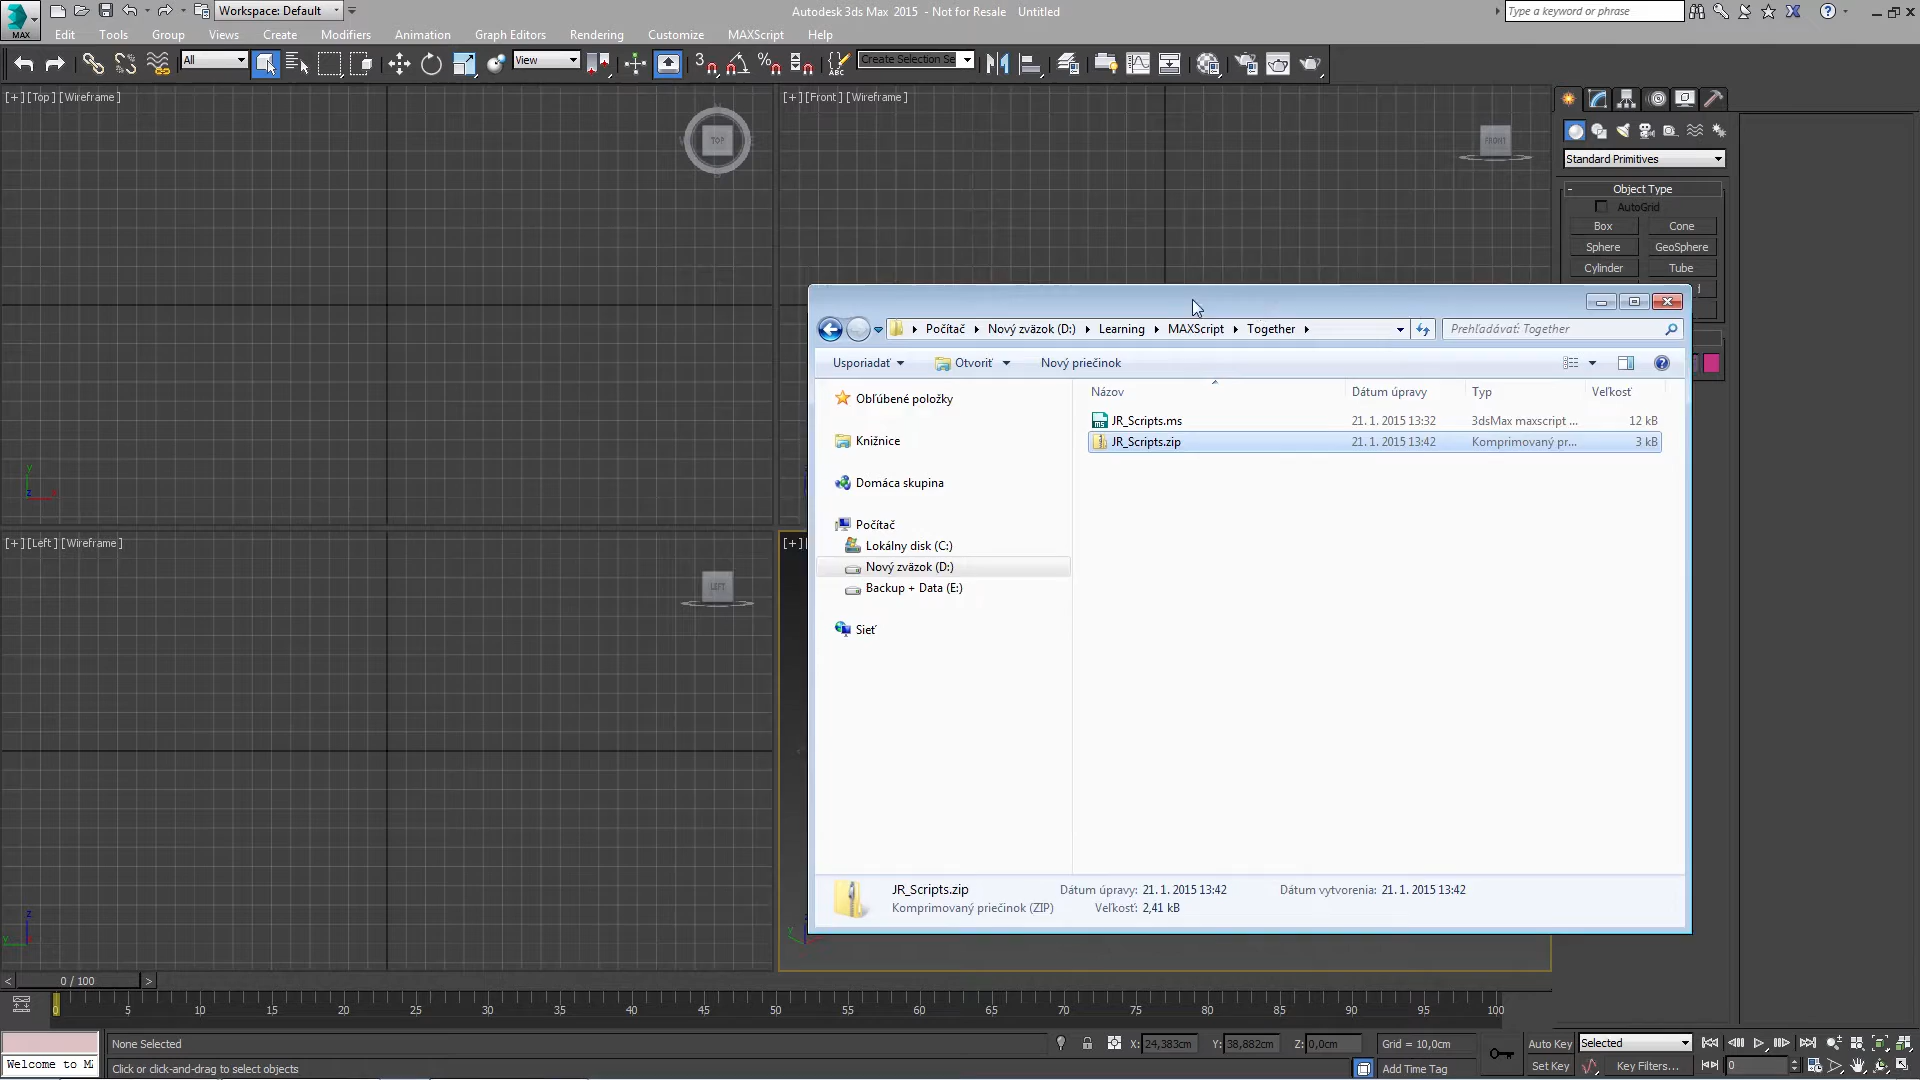 Workspace: Default
Autodesk 3ds Max 2015 - Not for Resale Untitled
Type a keyword or phrase
MAX
Edit Tools Group Views Create Modifiers Animation Graph Editors Rendering Customize MAXScript Help
All
View
Create Selection Se
[+][Top][Wireframe]
[+][Front][Wireframe]
TOP
FRONT
Standard Primitives
- Object Type
AutoGrid
Box Cone
Sphere GeoSphere
Cylinder Tube
Počítač Nový zväzok (D:) Learning MAXScript Together
Prehľadávať: Together
Usporiadať Otvoriť Nový priečinok
Názov Dátum úpravy Typ Veľkosť
Obľúbené položky
JR_Scripts.ms 21. 1. 2015 13:32 3dsMax maxscript ... 12 kB
JR_Scripts.zip 21. 1. 2015 13:42 Komprimovaný pr... 3 kB
Knižnice
Domáca skupina
Počítač
Lokálny disk (C:)
Nový zväzok (D:)
Backup + Data (E:)
Sieť
[+][Left][Wireframe]
LEFT
[+]
JR_Scripts.zip Dátum úpravy: 21. 1. 2015 13:42 Dátum vytvorenia: 21. 1. 2015 13:42
Komprimovaný priečinok (ZIP) Veľkosť: 2,41 kB
< 0 / 100 >
0 5 10 15 20 25 30 35 40 45 50 55 60 65 70 75 80 85 90 95 100
None Selected
X: 24,383cm Y: 38,882cm Z: 0,0cm Grid = 10,0cm
Auto Key Selected
Welcome to M
Click or click-and-drag to select objects
Add Time Tag
Set Key Key Filters... 0